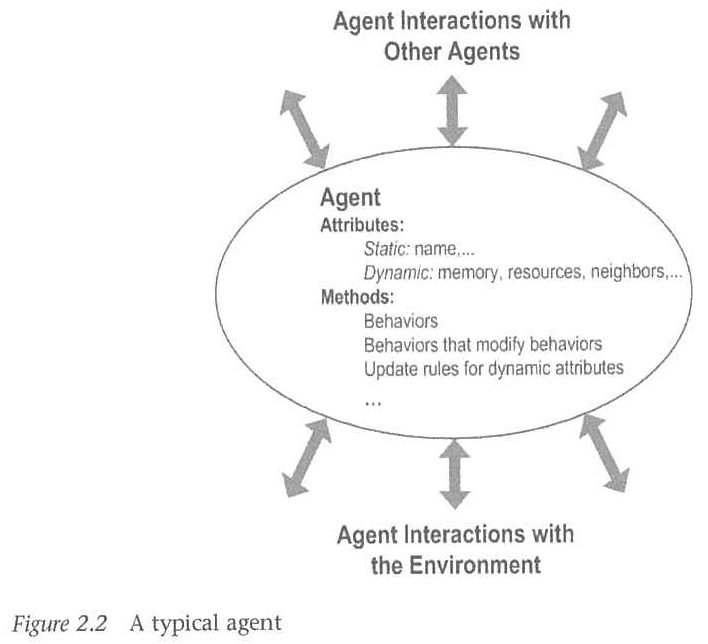 Agent Interactions with
Other Agents
Agent
Attributes:
Static: name,...
Dynamic: memory, resources, neighbors,...
Methods:
Behaviors
Behaviors that modify behaviors
Update rules for dynamic attributes
...
Agent Interactions with
the Environment
Figure 2.2 A typical agent